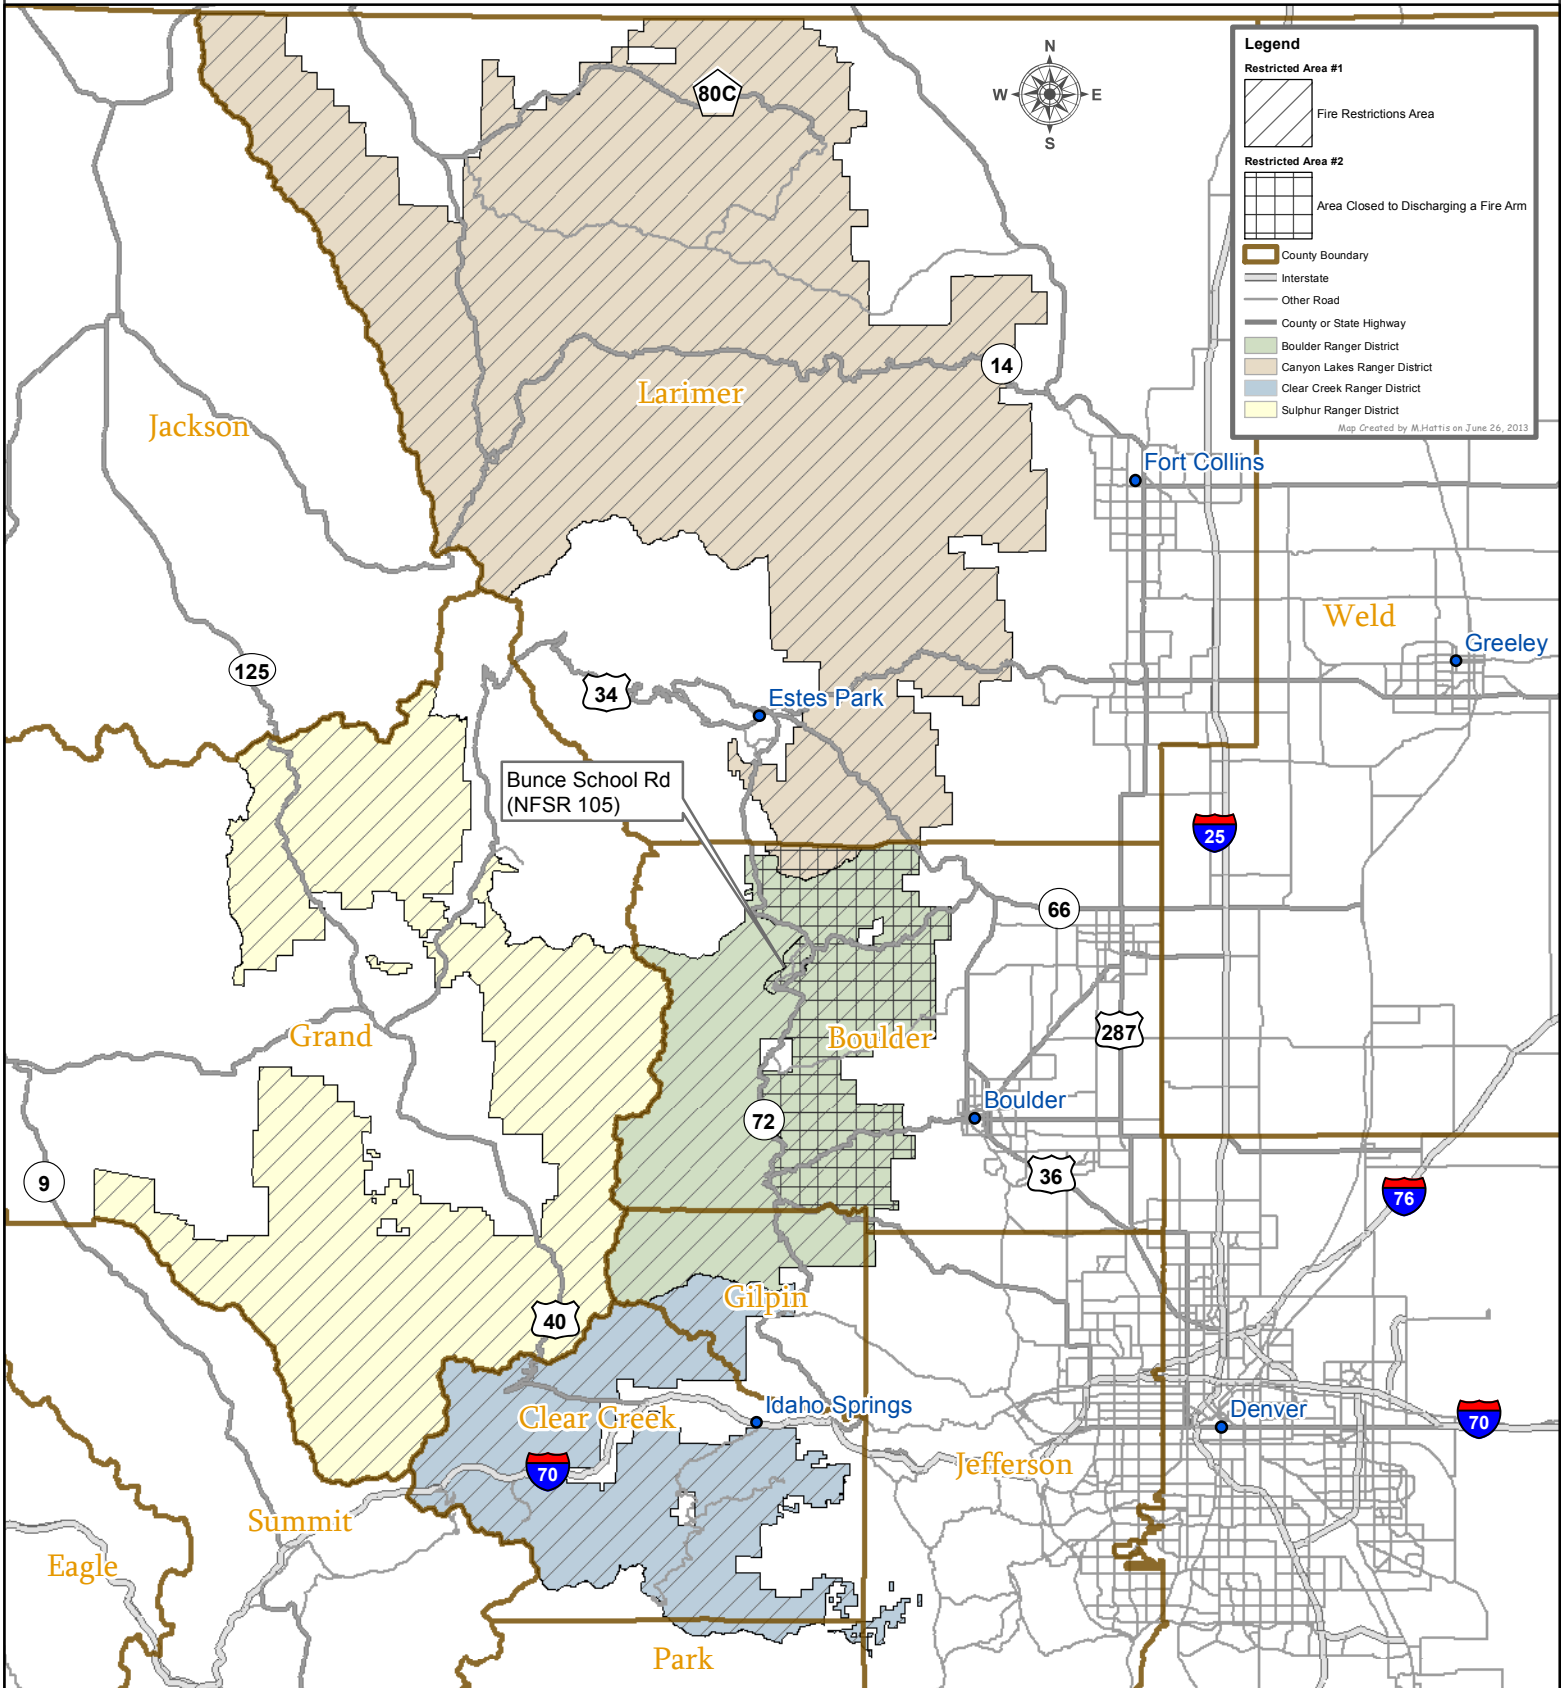 N
W
E
S
Legend
Restricted Area #1
Fire Restrictions Area
Restricted Area #2
Area Closed to Discharging a Fire Arm
County Boundary
Interstate
Other Road
County or State Highway
Boulder Ranger District
Canyon Lakes Ranger District
Clear Creek Ranger District
Sulphur Ranger District
Map Created by M.Hattis on June 26, 2013
80C
14
Larimer
Jackson
Fort Collins
Weld
Greeley
125
34
Estes Park
Bunce School Rd
(NFSR 105)
25
66
287
Grand
Boulder
Boulder
72
36
9
76
Gilpin
40
Idaho Springs
Clear Creek
Denver
70
70
Jefferson
Summit
Eagle
Park